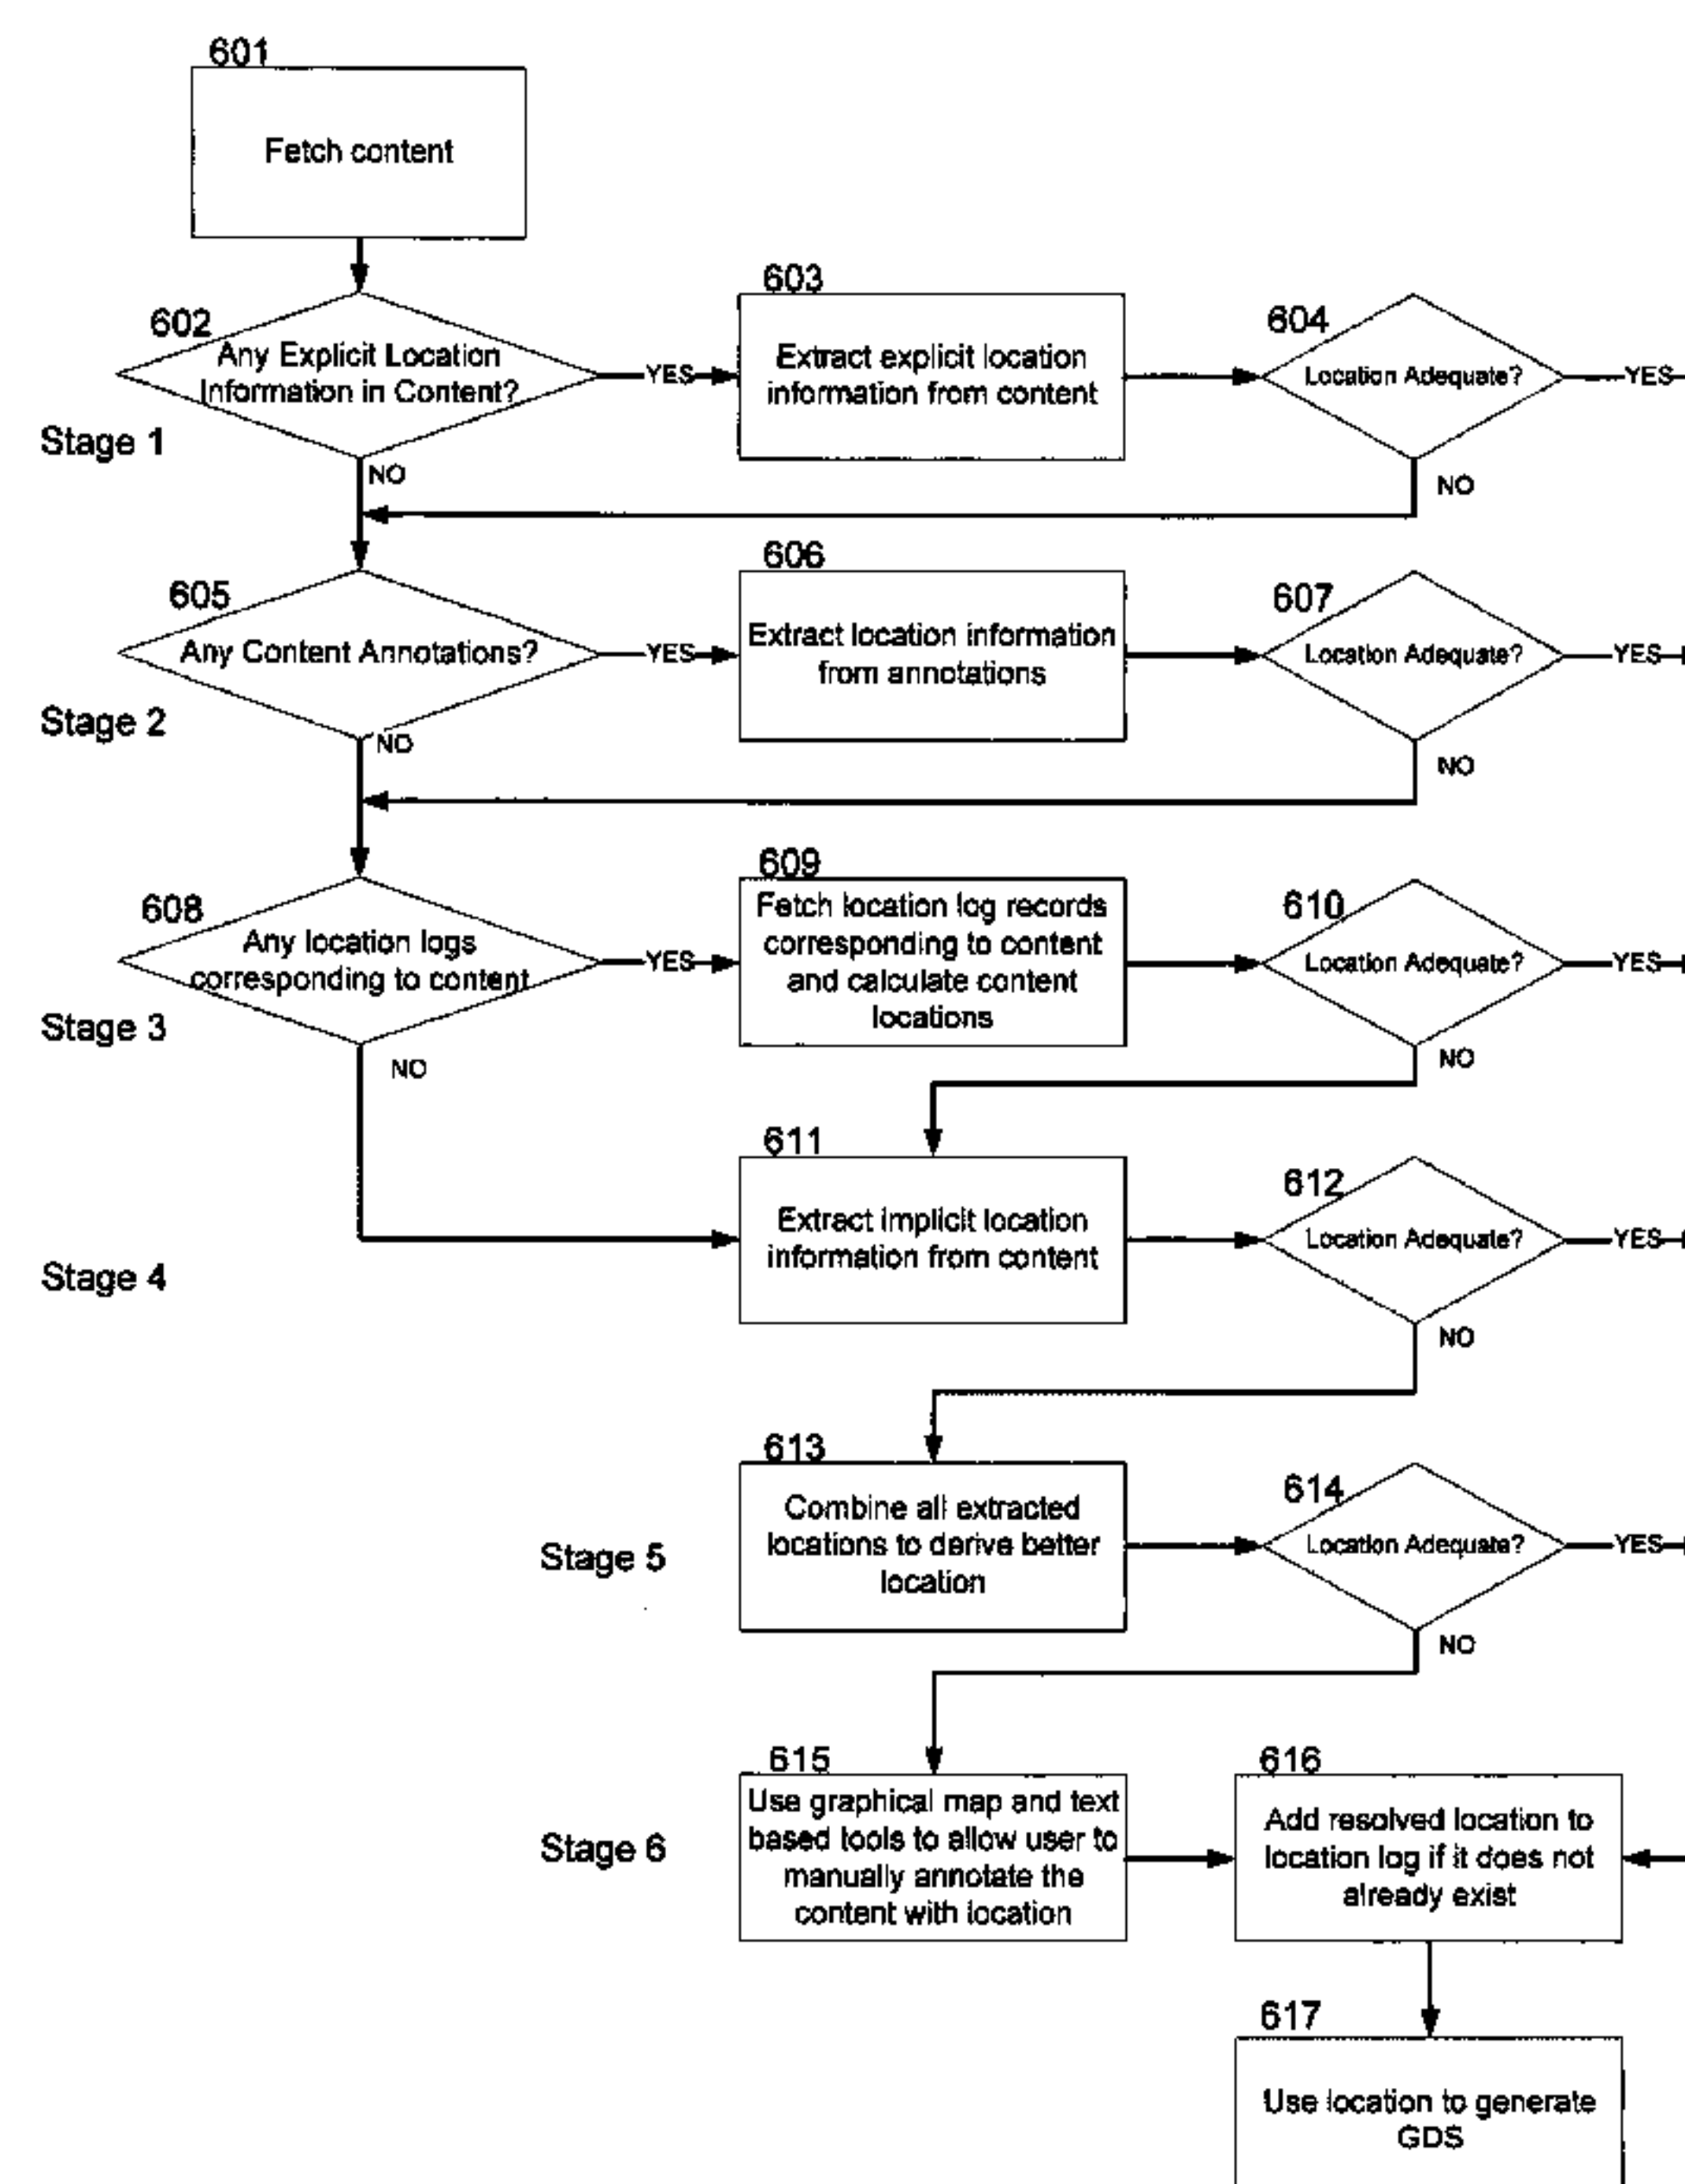 601
Fetch content
602
Any Explicit Location
Information in Content?
YES
603
Extract explicit location
information from content
604
Location Adequate?
YES
Stage 1
NO
NO
605
Any Content Annotations?
YES
606
Extract location information
from annotations
607
Location Adequate?
YES
Stage 2
NO
NO
608
Any location logs
corresponding to content
YES
609
Fetch location log records
corresponding to content
and calculate content
locations
610
Location Adequate?
YES
Stage 3
NO
NO
611
Extract implicit location
information from content
612
Location Adequate?
YES
Stage 4
NO
613
Combine all extracted
locations to derive better
location
614
Location Adequate?
YES
Stage 5
NO
615
Use graphical map and text
based tools to allow user to
manually annotate the
content with location
616
Add resolved location to
location log if it does not
already exist
Stage 6
617
Use location to generate
GDS